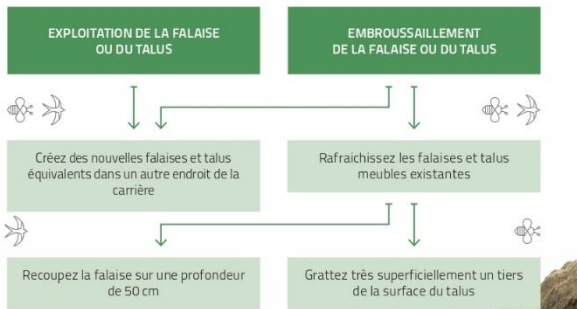 EXPLOITATION DE LA FALAISE
OU DU TALUS
EMBROUSSAILLEMENT
DE LA FALAISE OU DU TALUS
Créez des nouvelles falaises et talus
équivalents dans un autre endroit de la
carrière
Rafraichissez les falaises et talus
meubles existantes
Recoupez la falaise sur une profondeur
de 50 cm
Grattez très superficiellement un tiers
de la surface du talus